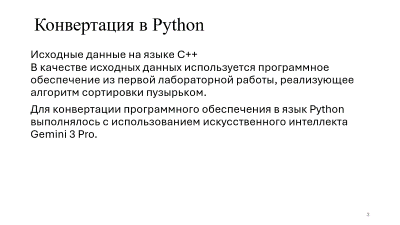 Конвертация в Python
Исходные данные на языке C++
В качестве исходных данных используется программное
обеспечение из первой лабораторной работы, реализующее
алгоритм сортировки пузырьком.
Для конвертации программного обеспечения в язык Python
выполнялось с использованием искусственного интеллекта
Gemini 3 Pro.
3